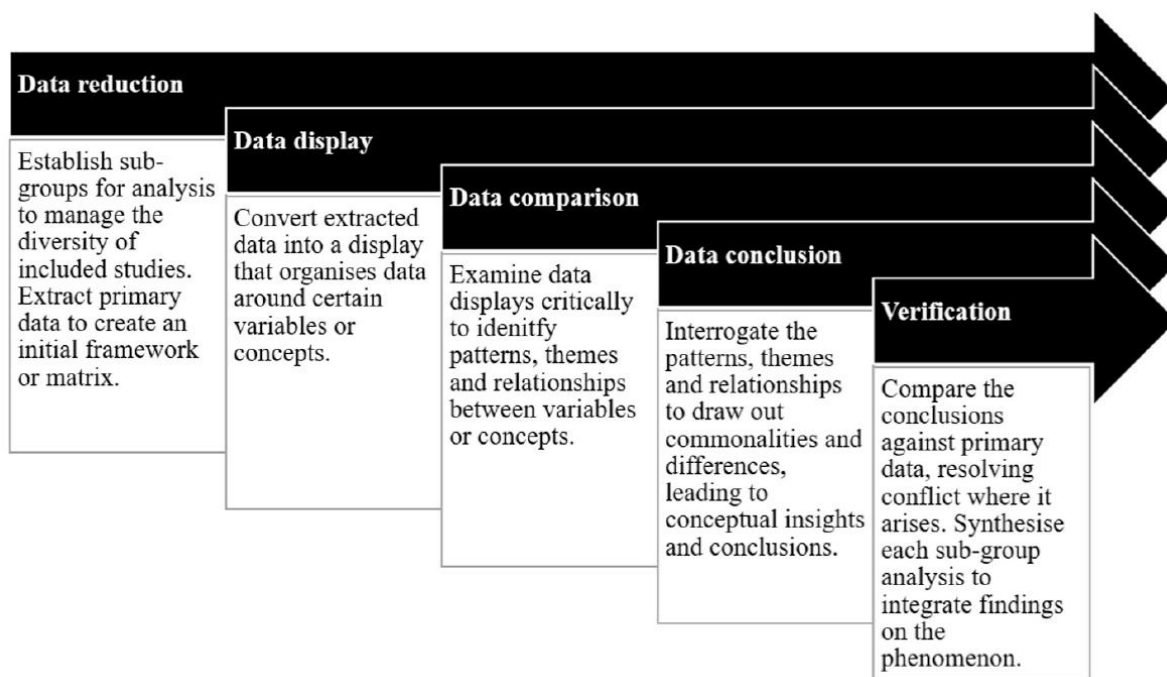 Data reduction
Establish sub-
groups for analysis
to manage the
diversity of
included studies.
Extract primary
data to create an
initial framework
or matrix.
Data display
Convert extracted
data into a display
that organises data
around certain
variables or
concepts.
Data comparison
Examine data
displays critically
to idenitfy
patterns, themes
and relationships
between variables
or concepts.
Data conclusion
Interrogate the
patterns, themes
and relationships
to draw out
commonalities and
differences,
leading to
conceptual insights
and conclusions.
Verification
Compare the
conclusions
against primary
data, resolving
conflict where it
arises. Synthesise
each sub-group
analysis to
integrate findings
on the
phenomenon.